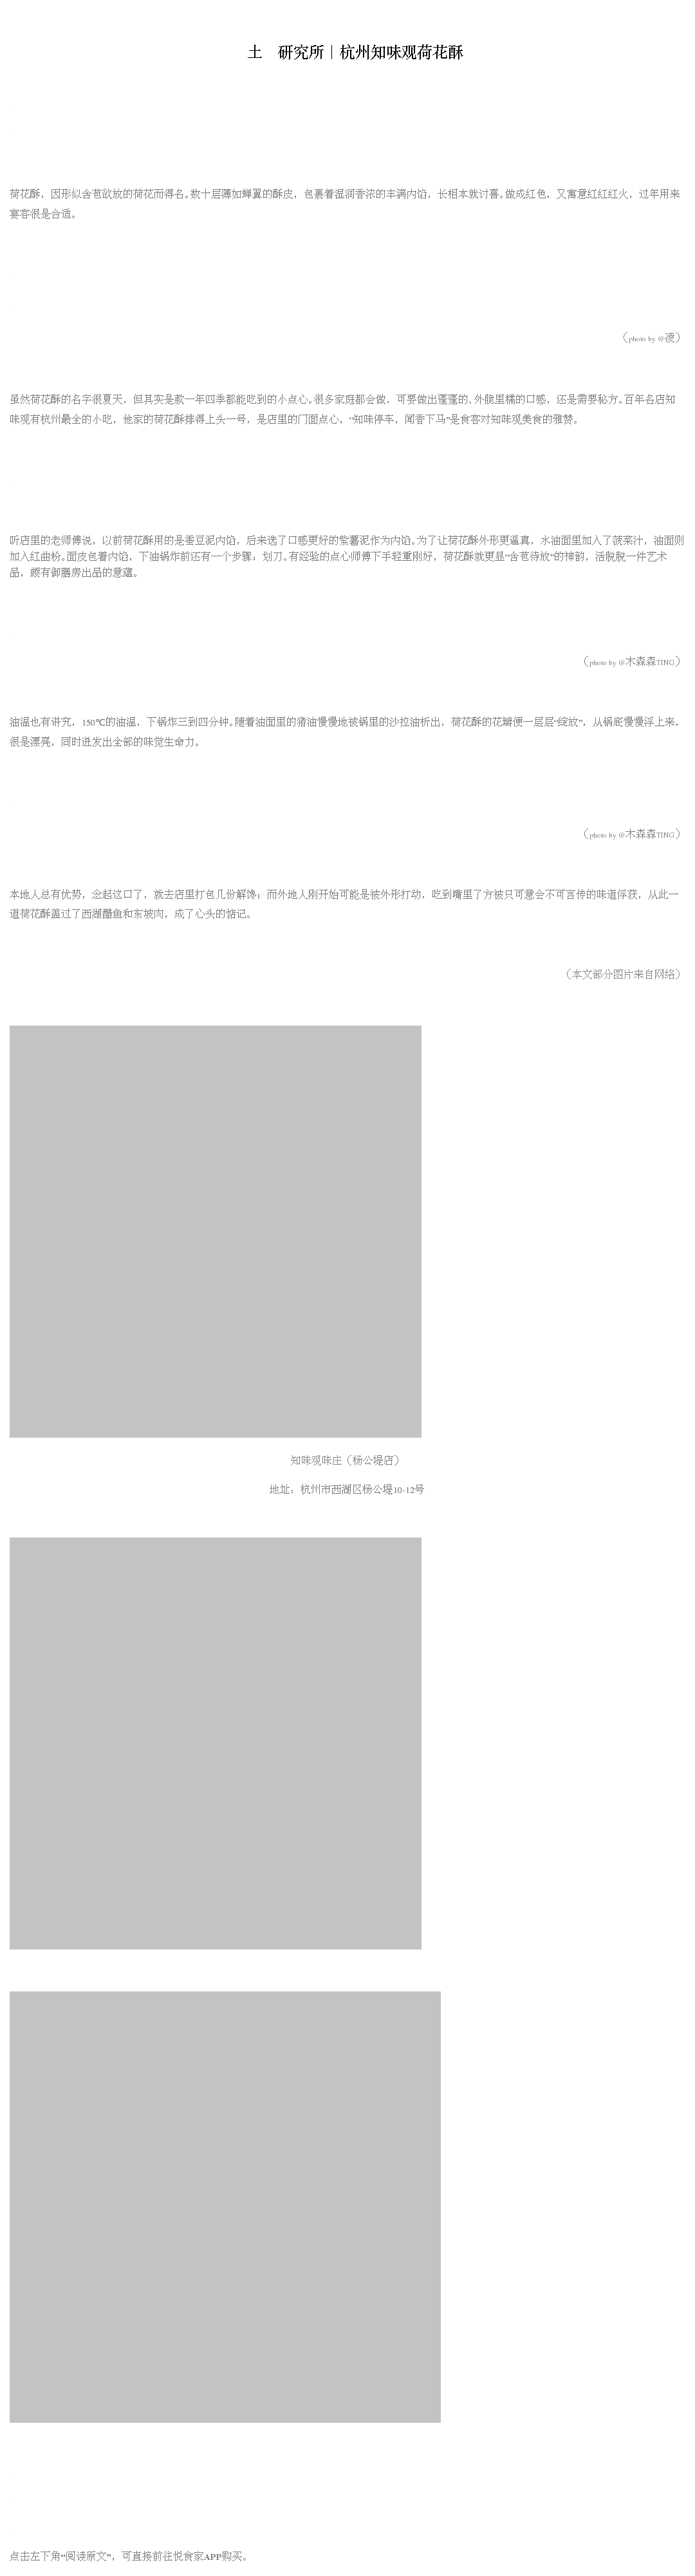 土 研究所｜杭州知味观荷花酥
荷花酥，因形似含苞欲放的荷花而得名。数十层薄如蝉翼的酥皮，包裹着湿润香浓的丰满内馅，长相本就讨喜。做成红色，又寓意红红红火，过年用来
宴客很是合适。
（photo by @凌）
虽然荷花酥的名字很夏天，但其实是款一年四季都能吃到的小点心。很多家庭都会做，可要做出蓬蓬的、外脆里糯的口感，还是需要秘方。百年名店知
味观有杭州最全的小吃，他家的荷花酥排得上头一号，是店里的门面点心，“知味停车，闻香下马”是食客对知味观美食的雅赞。
听店里的老师傅说，以前荷花酥用的是蚕豆泥内馅，后来选了口感更好的紫薯泥作为内馅。为了让荷花酥外形更逼真，水油面里加入了菠菜汁，油面则
加入红曲粉。面皮包着内馅，下油锅炸前还有一个步骤：划刀。有经验的点心师傅下手轻重刚好，荷花酥就更显“含苞待放”的神韵，活脱脱一件艺术
品，颇有御膳房出品的意蕴。
（photo by @木森森TING）
油温也有讲究，150℃的油温，下锅炸三到四分钟。随着油面里的猪油慢慢地被锅里的沙拉油析出，荷花酥的花瓣便一层层“绽放”，从锅底慢慢浮上来，
很是漂亮，同时迸发出全部的味觉生命力。
（photo by @木森森TING）
本地人总有优势，念起这口了，就去店里打包几份解馋；而外地人刚开始可能是被外形打动，吃到嘴里了方被只可意会不可言传的味道俘获，从此一
道荷花酥盖过了西湖醋鱼和东坡肉，成了心头的惦记。
（本文部分图片来自网络）
知味观味庄（杨公堤店）
地址：杭州市西湖区杨公堤10-12号
点击左下角“阅读原文”，可直接前往悦食家APP购买。